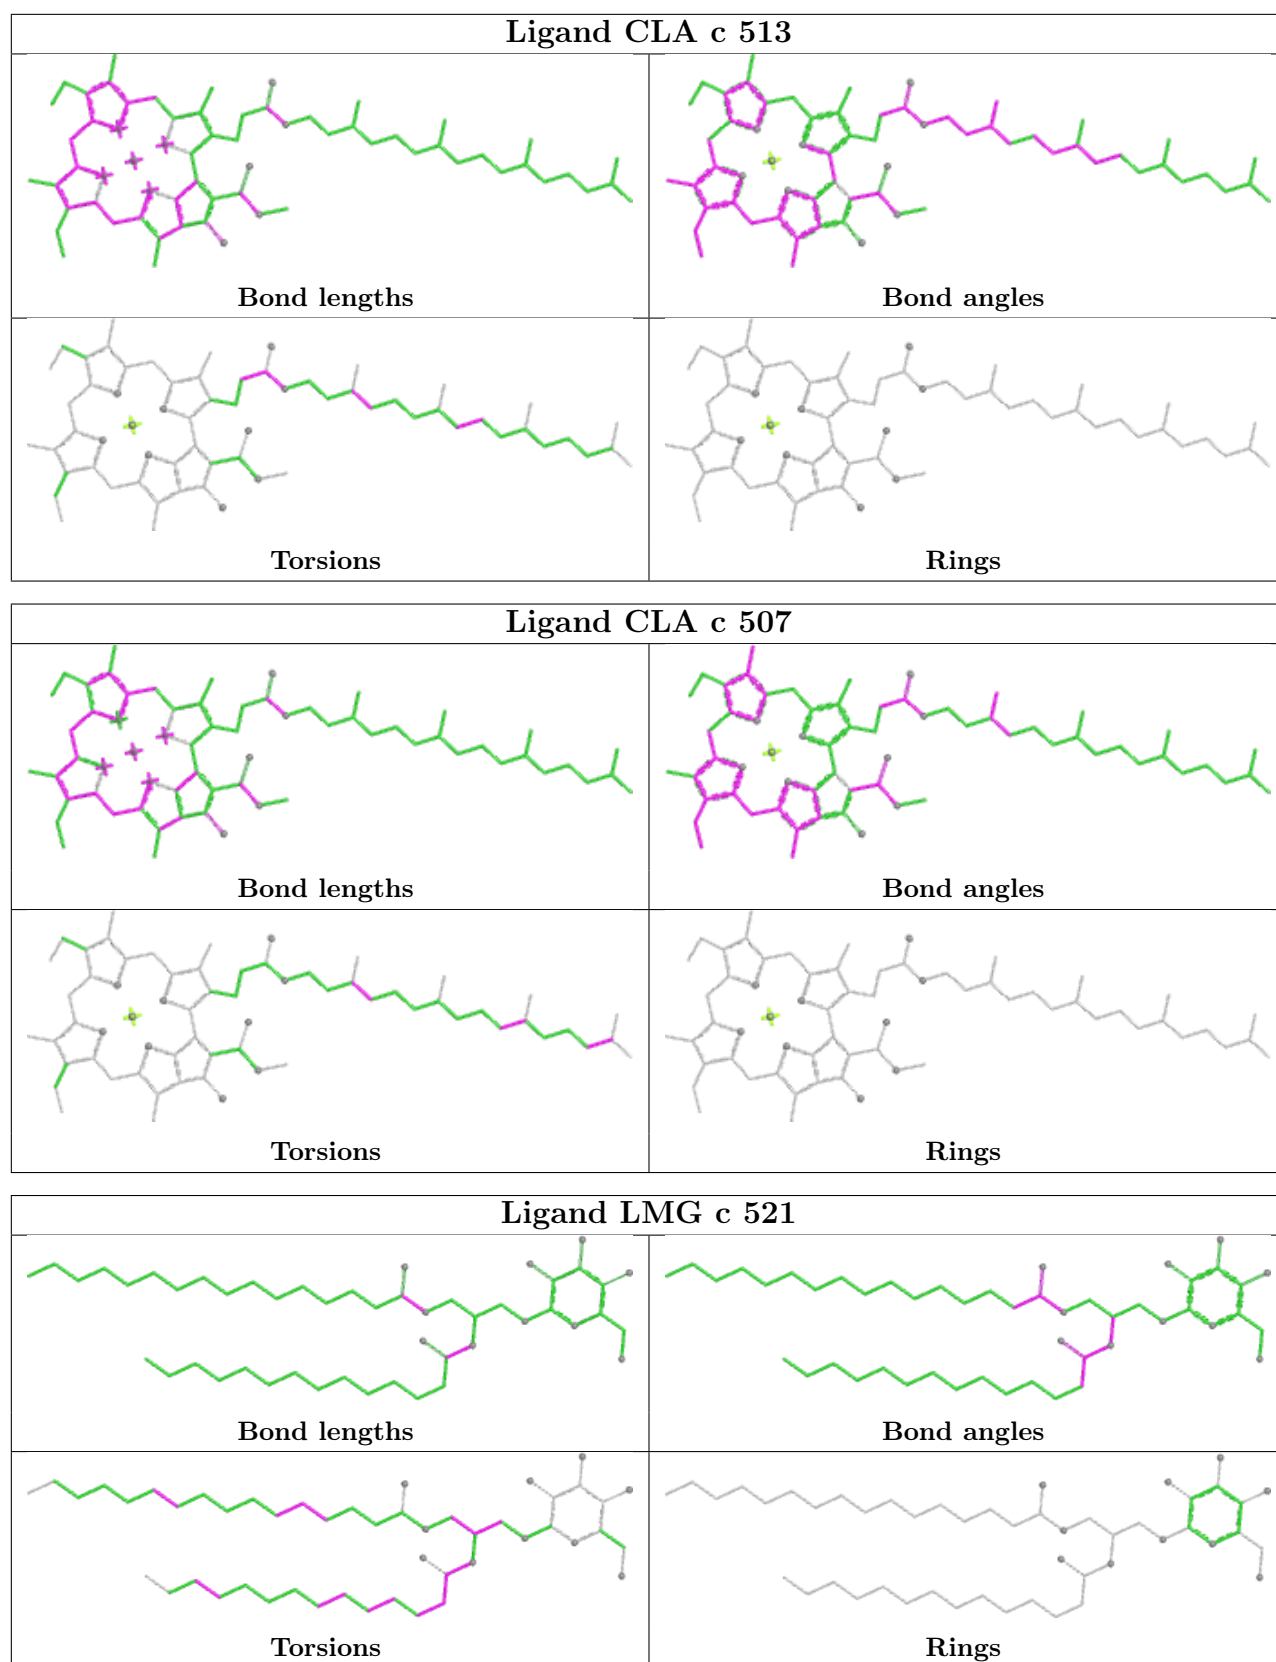 Ligand CLA c 513
Bond lengths
Bond angles
Torsions
Rings
Ligand CLA c 507
Bond lengths
Bond angles
Torsions
Rings
Ligand LMG c 521
Bond lengths
Bond angles
Torsions
Rings